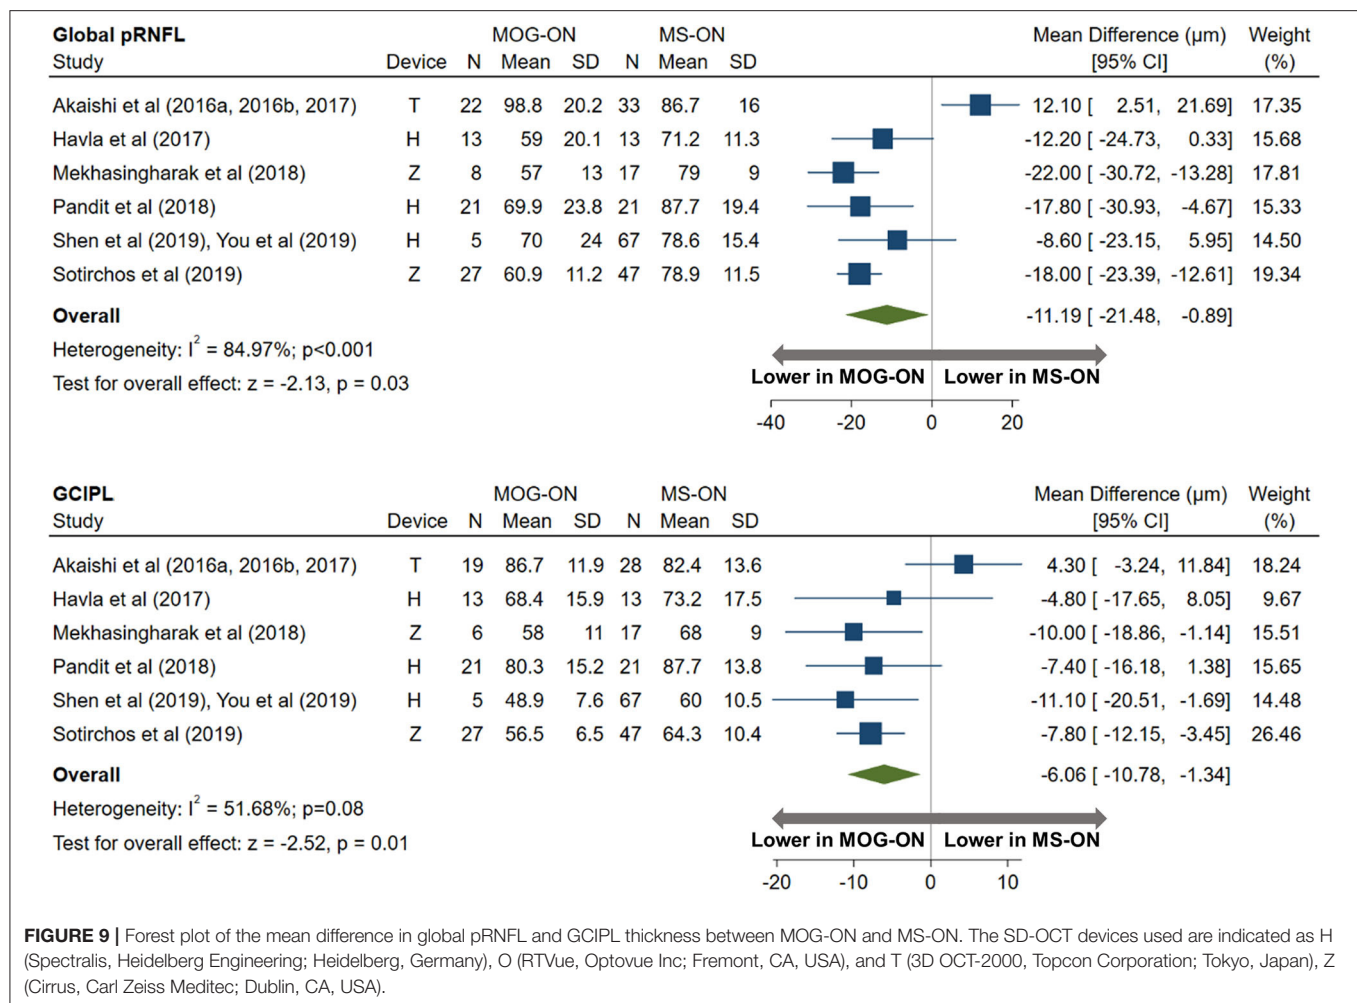 Global pRNFL MOG-ON MS-ON Mean Difference (µm) Weight
Study Device N Mean SD N Mean SD [95% CI] (%)
Akaishi et al (2016a, 2016b, 2017) T 22 98.8 20.2 33 86.7 16 12.10 [ 2.51, 21.69] 17.35
Havla et al (2017) H 13 59 20.1 13 71.2 11.3 -12.20 [ -24.73, 0.33] 15.68
Mekhasingharak et al (2018) Z 8 57 13 17 79 9 -22.00 [ -30.72, -13.28] 17.81
Pandit et al (2018) H 21 69.9 23.8 21 87.7 19.4 -17.80 [ -30.93, -4.67] 15.33
Shen et al (2019), You et al (2019) H 5 70 24 67 78.6 15.4 -8.60 [ -23.15, 5.95] 14.50
Sotirchos et al (2019) Z 27 60.9 11.2 47 78.9 11.5 -18.00 [ -23.39, -12.61] 19.34
Overall -11.19 [ -21.48, -0.89]
Heterogeneity: I² = 84.97%; p<0.001
Test for overall effect: z = -2.13, p = 0.03
Lower in MOG-ON Lower in MS-ON
-40 -20 0 20
GCIPL MOG-ON MS-ON Mean Difference (µm) Weight
Study Device N Mean SD N Mean SD [95% CI] (%)
Akaishi et al (2016a, 2016b, 2017) T 19 86.7 11.9 28 82.4 13.6 4.30 [ -3.24, 11.84] 18.24
Havla et al (2017) H 13 68.4 15.9 13 73.2 17.5 -4.80 [ -17.65, 8.05] 9.67
Mekhasingharak et al (2018) Z 6 58 11 17 68 9 -10.00 [ -18.86, -1.14] 15.51
Pandit et al (2018) H 21 80.3 15.2 21 87.7 13.8 -7.40 [ -16.18, 1.38] 15.65
Shen et al (2019), You et al (2019) H 5 48.9 7.6 67 60 10.5 -11.10 [ -20.51, -1.69] 14.48
Sotirchos et al (2019) Z 27 56.5 6.5 47 64.3 10.4 -7.80 [ -12.15, -3.45] 26.46
Overall -6.06 [ -10.78, -1.34]
Heterogeneity: I² = 51.68%; p=0.08
Test for overall effect: z = -2.52, p = 0.01
Lower in MOG-ON Lower in MS-ON
-20 -10 0 10
FIGURE 9 | Forest plot of the mean difference in global pRNFL and GCIPL thickness between MOG-ON and MS-ON. The SD-OCT devices used are indicated as H
(Spectralis, Heidelberg Engineering; Heidelberg, Germany), O (RTVue, Optovue Inc; Fremont, CA, USA), and T (3D OCT-2000, Topcon Corporation; Tokyo, Japan), Z
(Cirrus, Carl Zeiss Meditec; Dublin, CA, USA).